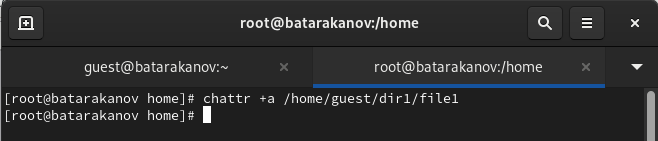 root@batarakanov:/home
guest@batarakanov:~
root@batarakanov:/home
[root@batarakanov home]# chattr +a /home/guest/dir1/file1
[root@batarakanov home]#